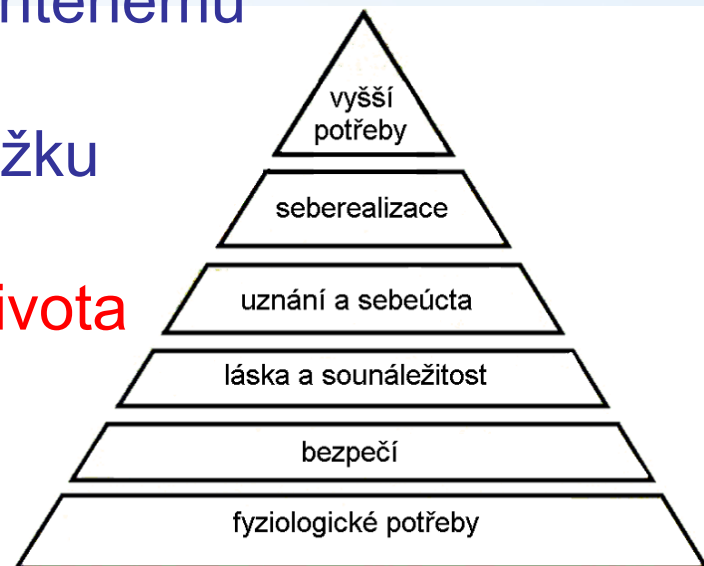 žku
ivota
vyšší
potřeby
seberealizace
uznání a sebeúcta
láska a sounáležitost
bezpečí
fyziologické potřeby